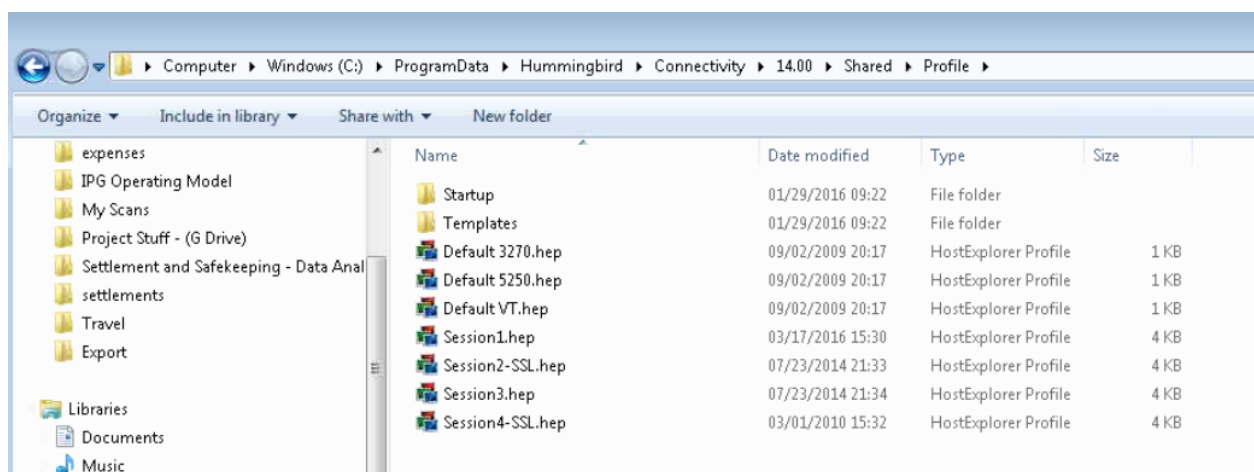 Computer ▸ Windows (C:) ▸ ProgramData ▸ Hummingbird ▸ Connectivity ▸ 14.00 ▸ Shared ▸ Profile ▸
Organize Include in library Share with New folder
expenses
IPG Operating Model
My Scans
Project Stuff - (G Drive)
Settlement and Safekeeping - Data Anal
settlements
Travel
Export
Libraries
Documents
Music
Name Date modified Type Size
Startup 01/29/2016 09:22 File folder
Templates 01/29/2016 09:22 File folder
Default 3270.hep 09/02/2009 20:17 HostExplorer Profile 1 KB
Default 5250.hep 09/02/2009 20:17 HostExplorer Profile 1 KB
Default VT.hep 09/02/2009 20:17 HostExplorer Profile 1 KB
Session1.hep 03/17/2016 15:30 HostExplorer Profile 4 KB
Session2-SSL.hep 07/23/2014 21:33 HostExplorer Profile 4 KB
Session3.hep 07/23/2014 21:34 HostExplorer Profile 4 KB
Session4-SSL.hep 03/01/2010 15:32 HostExplorer Profile 4 KB